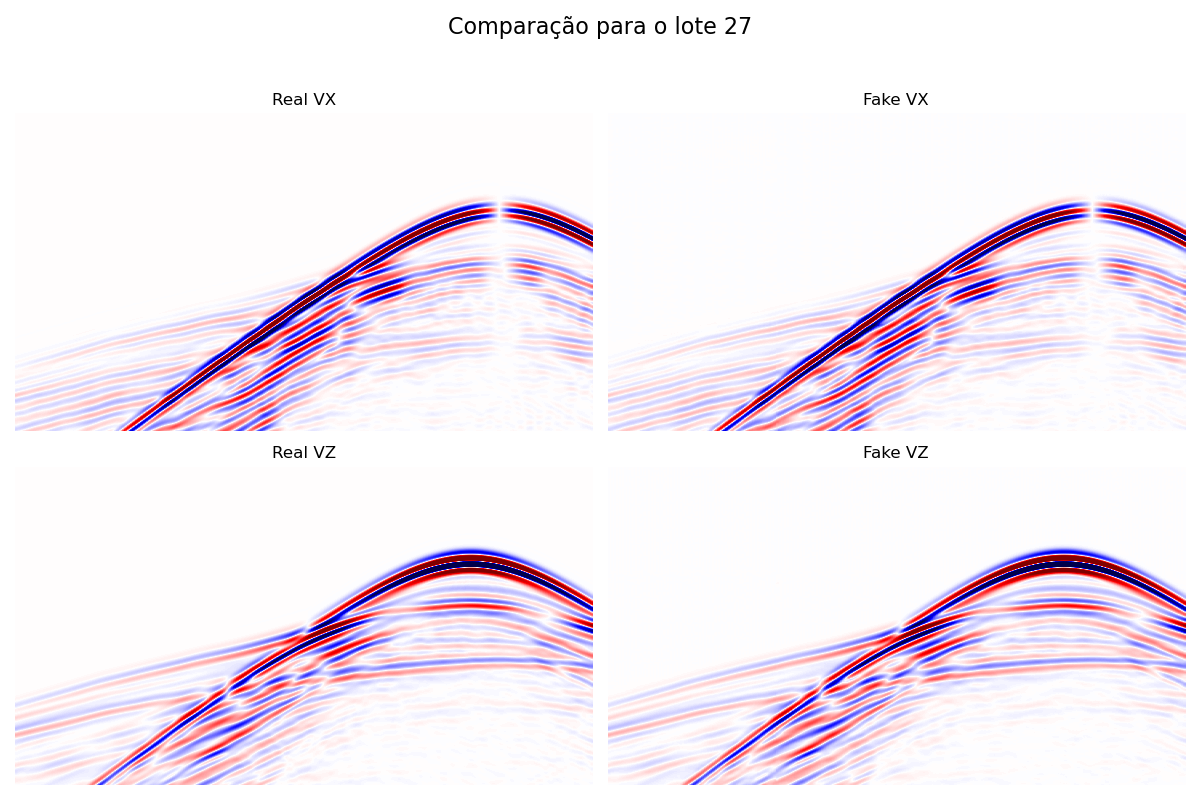 Comparação para o lote 27
Real VX
Fake VX
Real VZ
Fake VZ